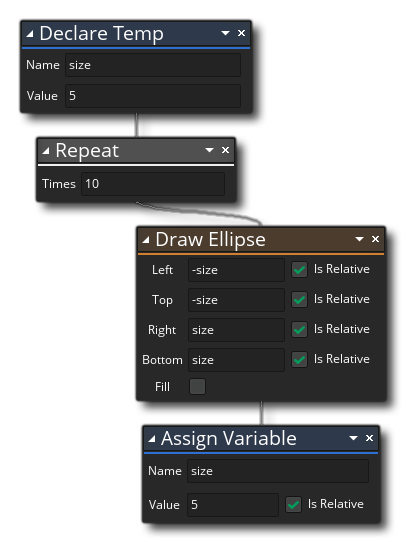 Declare Temp
Name size
Value 5
Repeat
Times 10
Draw Ellipse
Left -size Is Relative
Top -size Is Relative
Right size Is Relative
Bottom size Is Relative
Fill
Assign Variable
Name size
Value 5 Is Relative